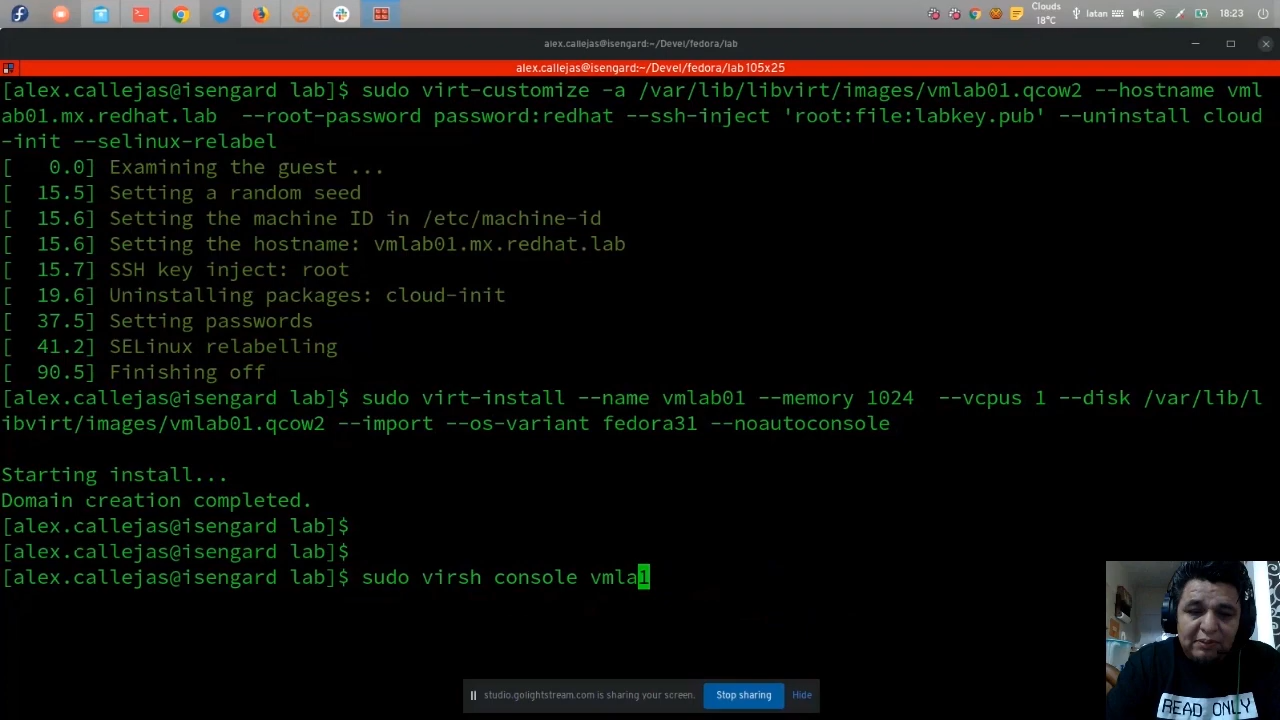 Clouds
18°C
latan
18:23
alex.callejas@isengard:~/Devel/fedora/lab
alex.callejas@isengard:~/Devel/fedora/lab 105x25
[alex.callejas@isengard lab]$ sudo virt-customize -a /var/lib/libvirt/images/vmlab01.qcow2 --hostname vml
ab01.mx.redhat.lab  --root-password password:redhat --ssh-inject 'root:file:labkey.pub' --uninstall cloud
-init --selinux-relabel
[   0.0] Examining the guest ...
[  15.5] Setting a random seed
[  15.6] Setting the machine ID in /etc/machine-id
[  15.6] Setting the hostname: vmlab01.mx.redhat.lab
[  15.7] SSH key inject: root
[  19.6] Uninstalling packages: cloud-init
[  37.5] Setting passwords
[  41.2] SELinux relabelling
[  90.5] Finishing off
[alex.callejas@isengard lab]$ sudo virt-install --name vmlab01 --memory 1024  --vcpus 1 --disk /var/lib/l
ibvirt/images/vmlab01.qcow2 --import --os-variant fedora31 --noautoconsole
Starting install...
Domain creation completed.
[alex.callejas@isengard lab]$
[alex.callejas@isengard lab]$
[alex.callejas@isengard lab]$ sudo virsh console vmla1
studio.golightstream.com is sharing your screen.
Stop sharing
Hide
READ ONLY